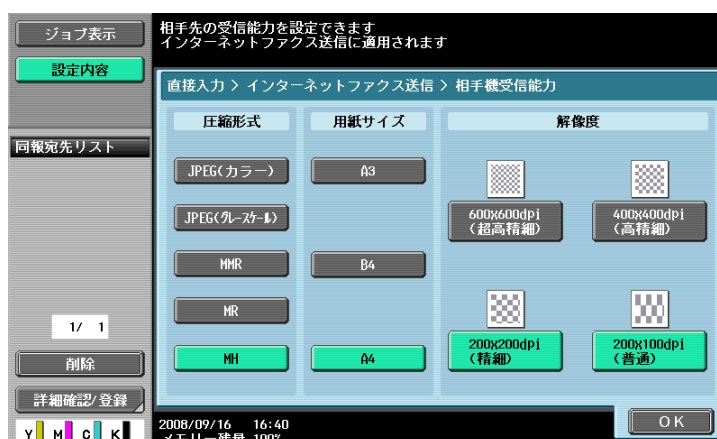 ジョブ表示
設定内容
同報宛先リスト
1/ 1
削除
詳細確認/登録
Y M C K
相手先の受信能力を設定できます
インターネットファクス送信に適用されます
直接入力 > インターネットファクス送信 > 相手機受信能力
圧縮形式
用紙サイズ
解像度
JPEG(カラー)
A3
JPEG(グレースケール)
600x600dpi
(超高精細)
400x400dpi
(高精細)
MMR
B4
MR
MH
A4
200x200dpi
(精細)
200x100dpi
(普通)
2008/09/16 16:40
メモリー残量 100%
OK